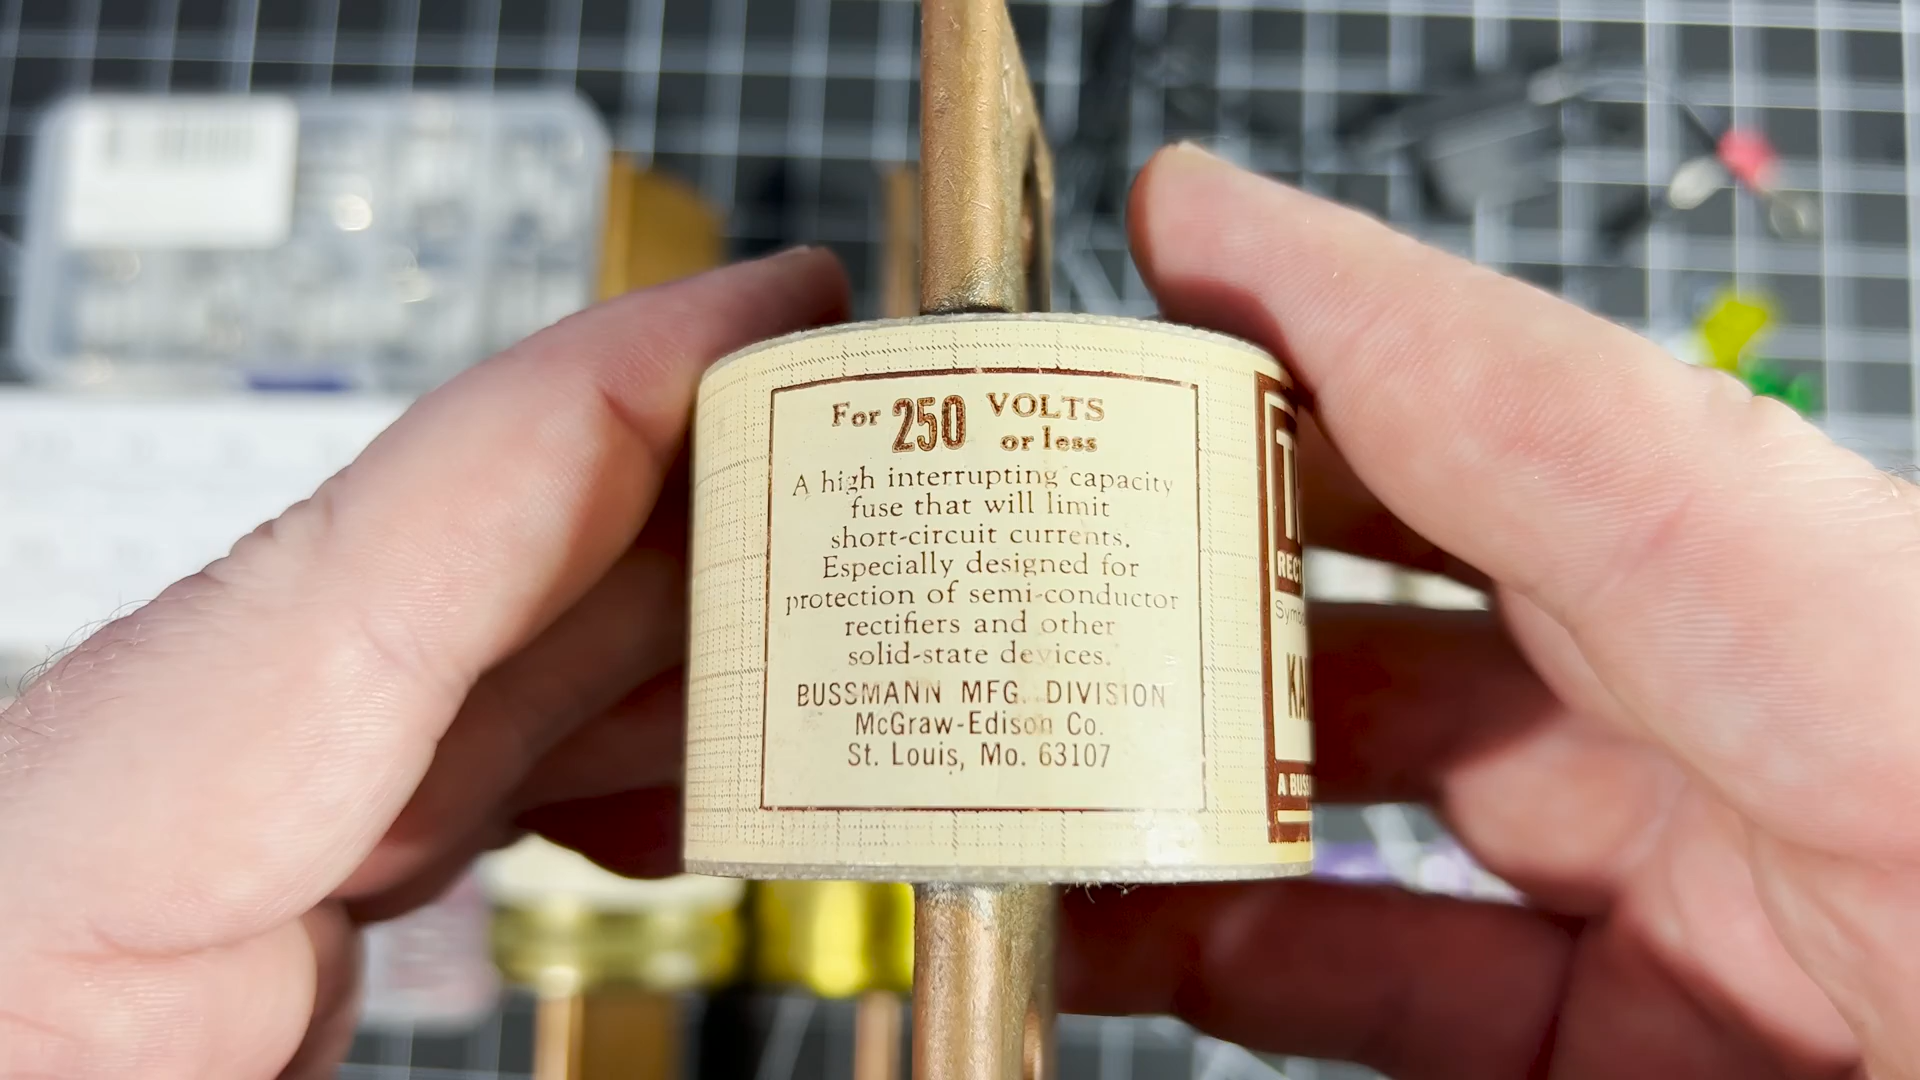 For 250 VOLTS
or less
A high interrupting capacity
fuse that will limit
short-circuit currents.
Especially designed for
protection of semi-conductor
rectifiers and other
solid-state devices.
BUSSMANN MFG. DIVISION
McGraw-Edison Co.
St. Louis, Mo. 63107
A